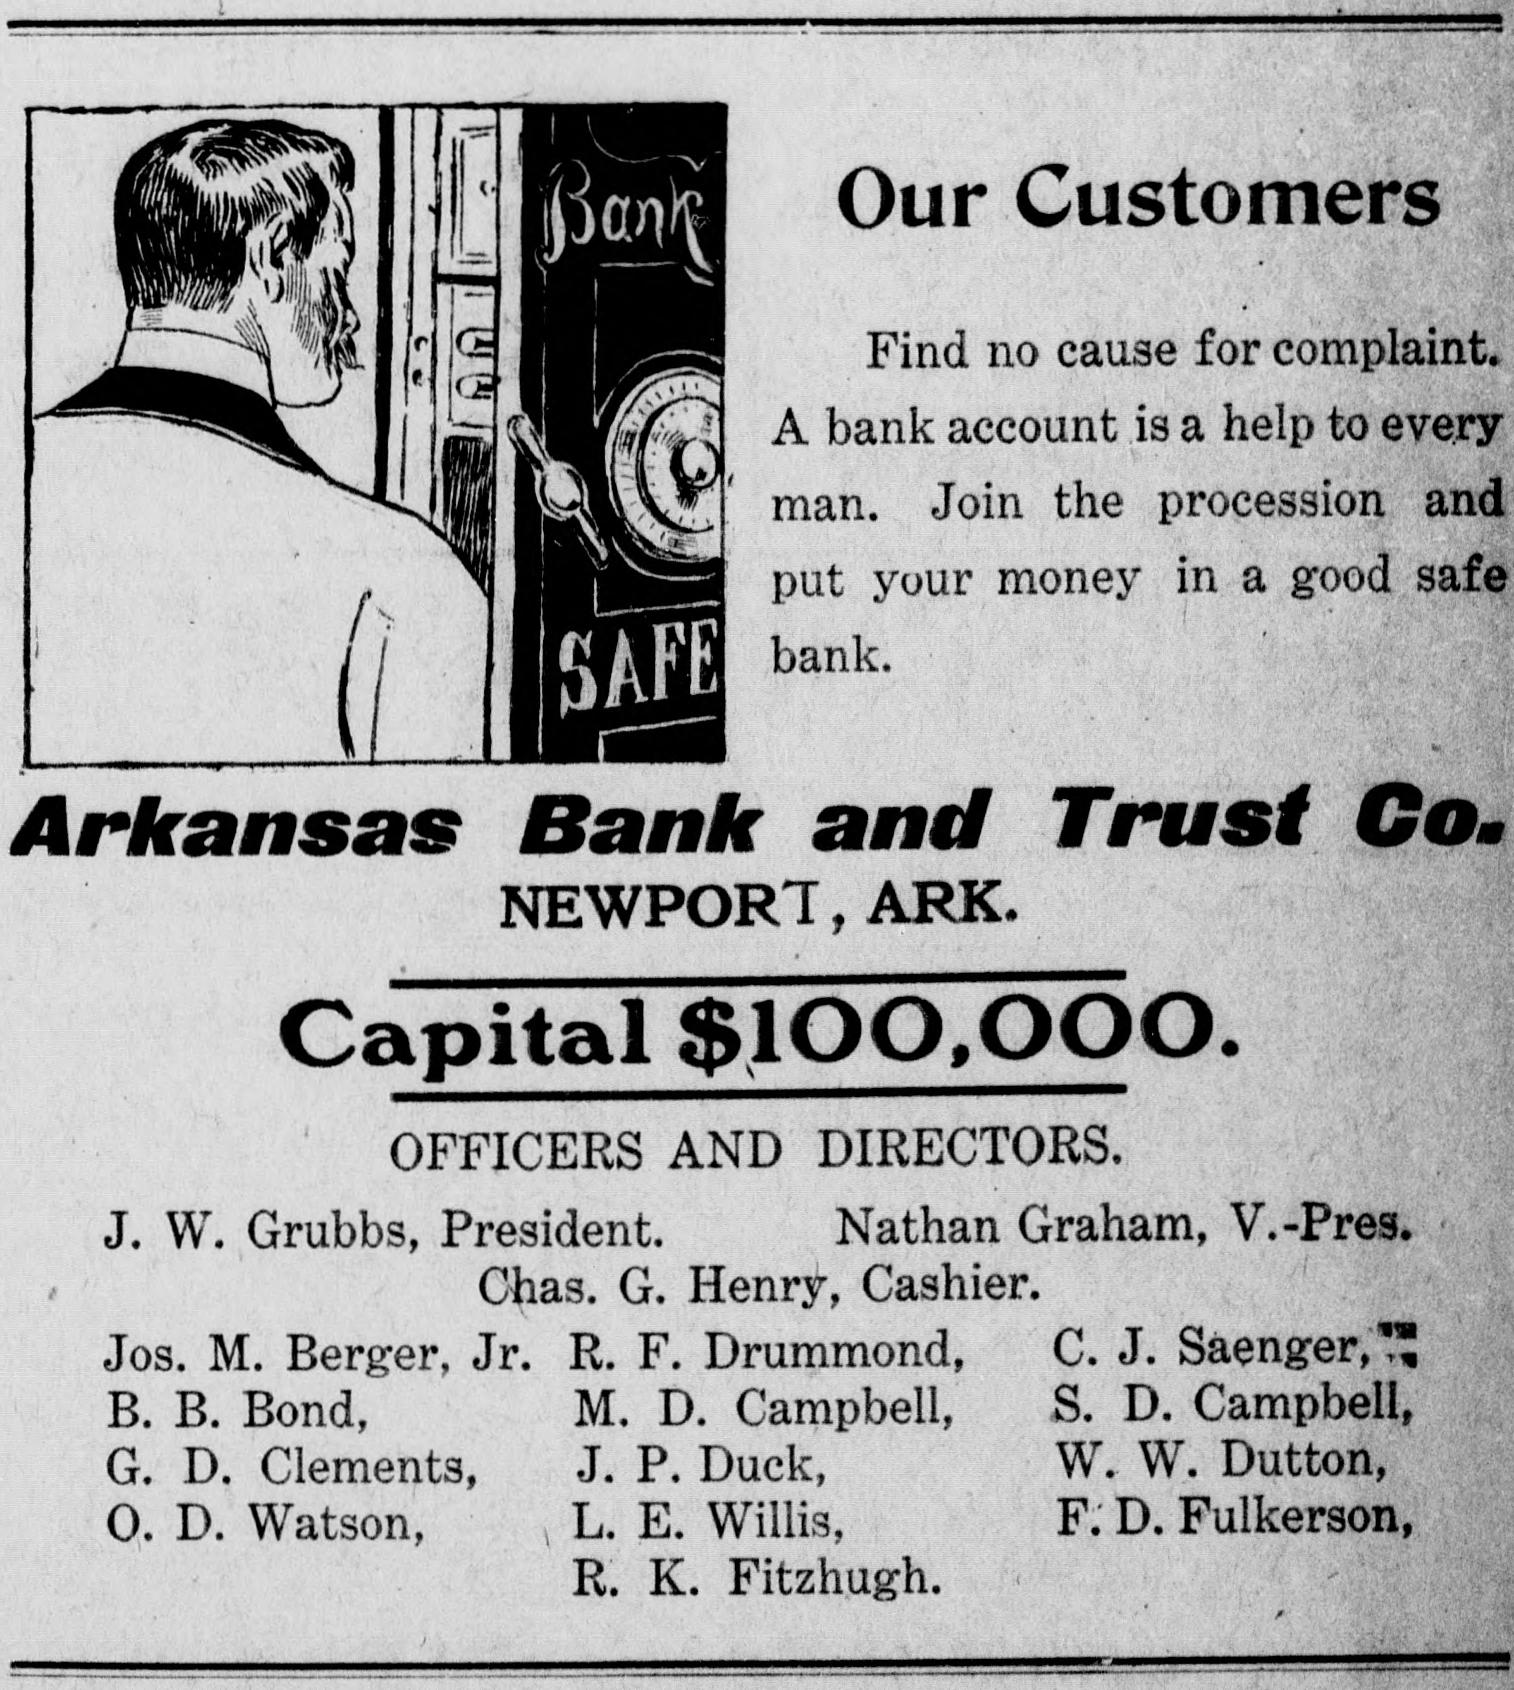 Bank
SAFE
Our Customers
Find no cause for complaint.
A bank account is a help to every
man. Join the procession and
put your money in a good safe
bank.
Arkansas Bank and Trust Co.
NEWPORT, ARK.
Capital $100,000.
OFFICERS AND DIRECTORS.
J. W. Grubbs, President. Nathan Graham, V.-Pres.
Chas. G. Henry, Cashier.
Jos. M. Berger, Jr. R. F. Drummond, C. J. Saenger,
B. B. Bond, M. D. Campbell, S. D. Campbell,
G. D. Clements, J. P. Duck, W. W. Dutton,
O. D. Watson, L. E. Willis, F. D. Fulkerson,
R. K. Fitzhugh.